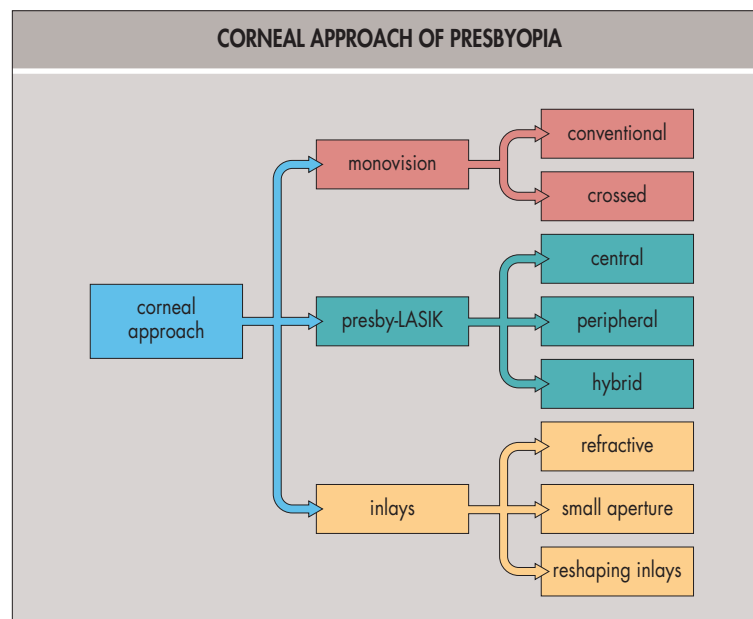 CORNEAL APPROACH OF PRESBYOPIA
corneal
approach
monovision
conventional
crossed
presby-LASIK
central
peripheral
hybrid
inlays
refractive
small aperture
reshaping inlays